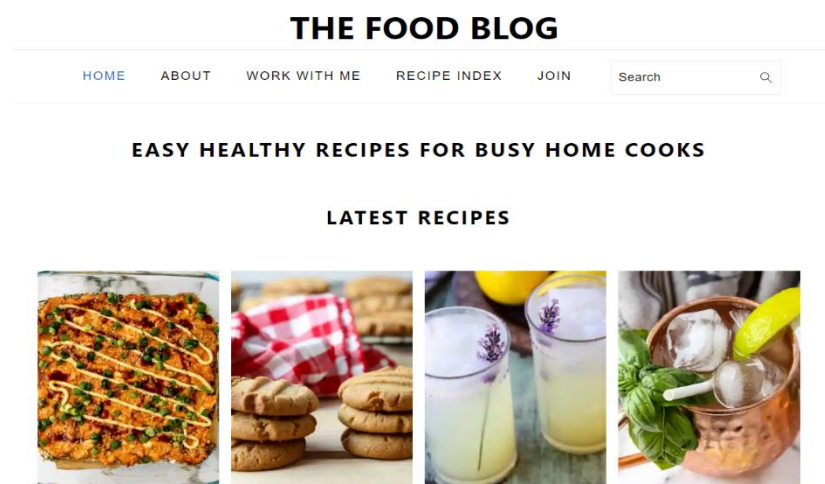 THE FOOD BLOG
HOME ABOUT WORK WITH ME RECIPE INDEX JOIN Search
EASY HEALTHY RECIPES FOR BUSY HOME COOKS
LATEST RECIPES